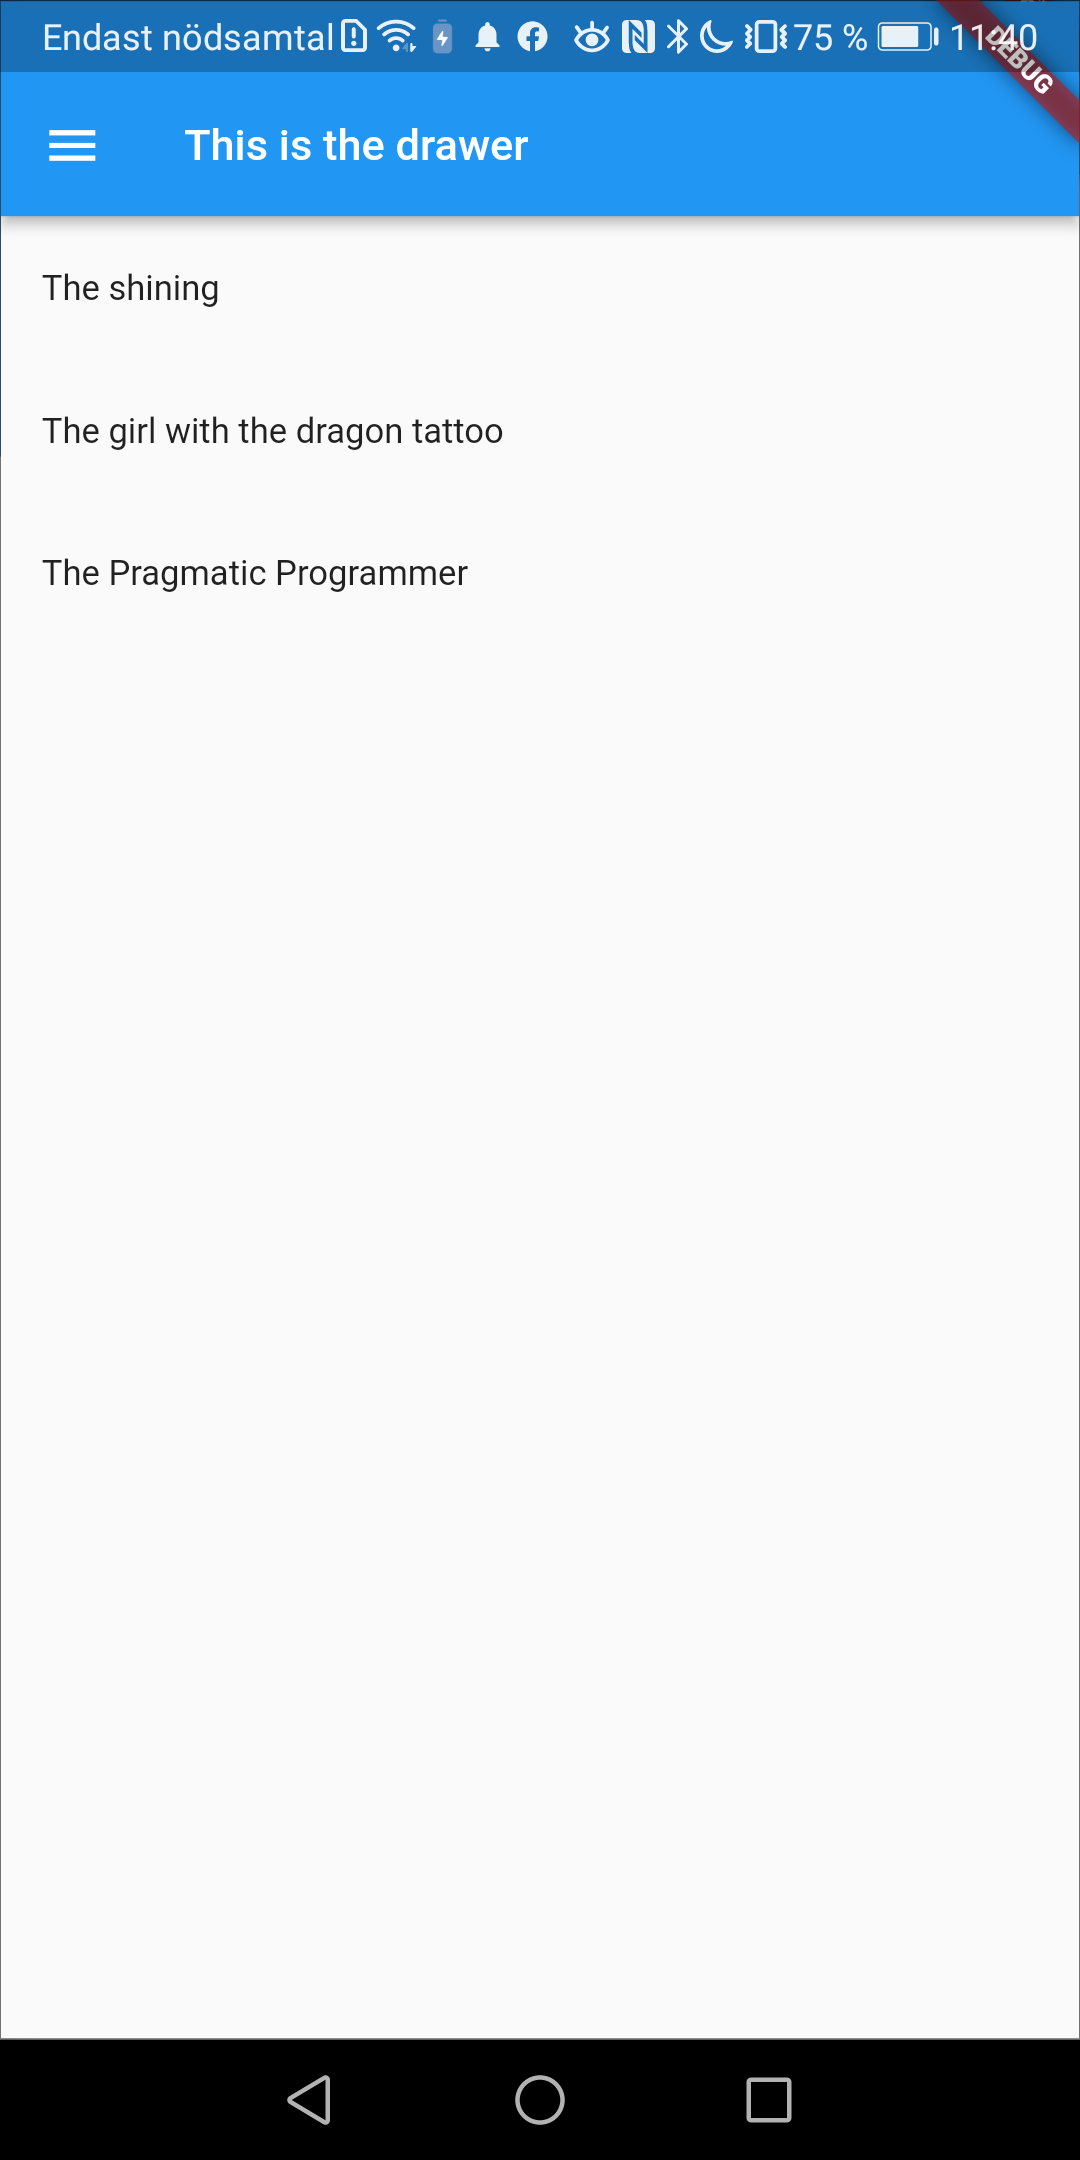 Endast nödsamtal 75 % 11:40
DEBUG
This is the drawer
The shining
The girl with the dragon tattoo
The Pragmatic Programmer